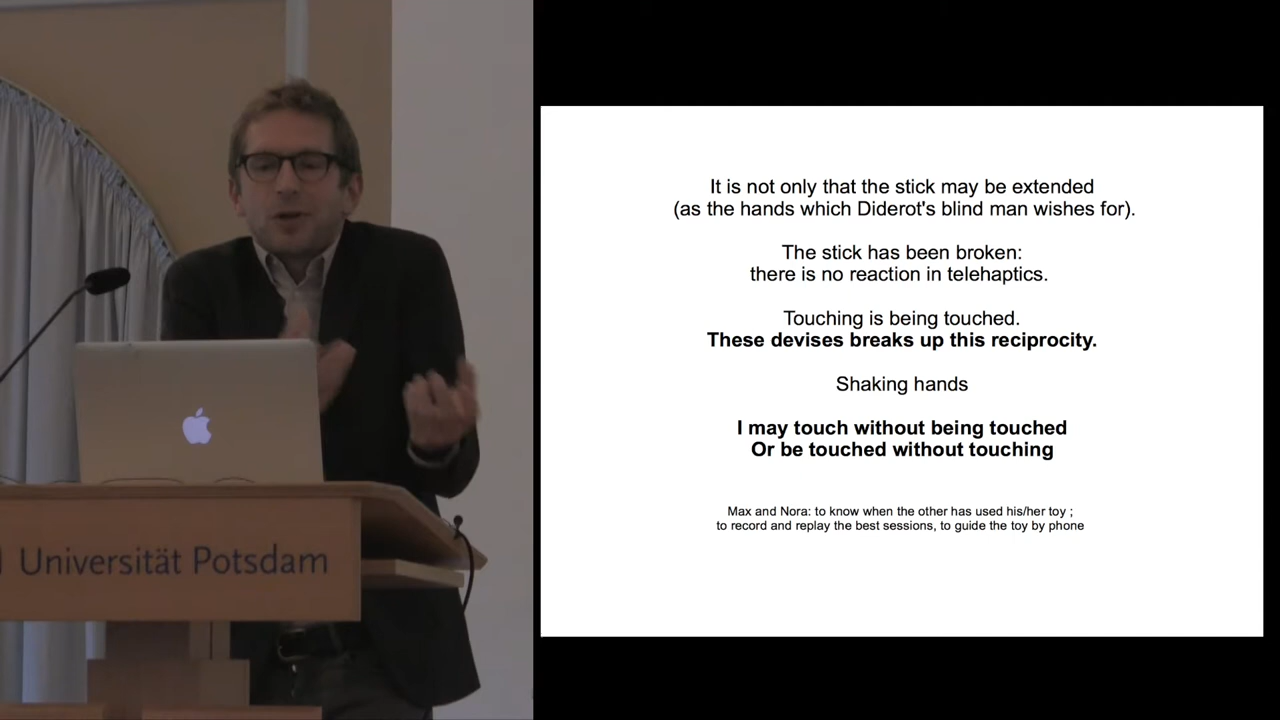 It is not only that the stick may be extended
(as the hands which Diderot's blind man wishes for).
The stick has been broken:
there is no reaction in telehaptics.
Touching is being touched.
These devises breaks up this reciprocity.
Shaking hands
I may touch without being touched
Or be touched without touching
Max and Nora: to know when the other has used his/her toy ;
to record and replay the best sessions, to guide the toy by phone
Universität Potsdam